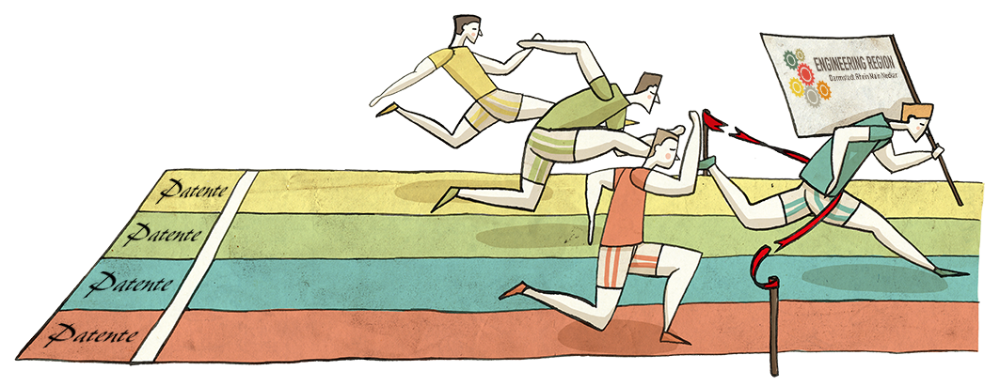 ENGINEERING REGION
Darmstadt Rhein Main Neckar
Patente
Patente
Patente
Patente